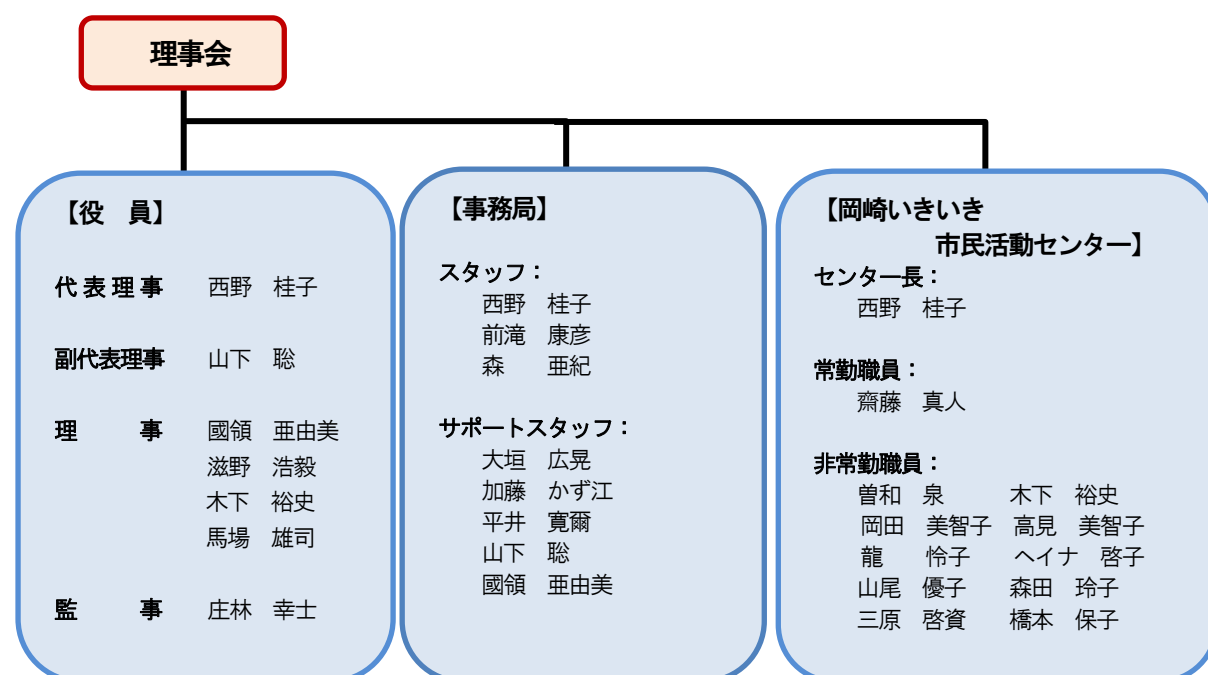 理事会
【役　員】
代表理事　西野　桂子
副代表理事　山下　聡
理　　事　國領　亜由美
滋野　浩毅
木下　裕史
馬場　雄司
監　　事　庄林　幸士
【事務局】
スタッフ：
西野　桂子
前滝　康彦
森　　亜紀
サポートスタッフ：
大垣　広晃
加藤　かず江
平井　寛爾
山下　聡
國領　亜由美
【岡崎いきいき
市民活動センター】
センター長：
西野　桂子
常勤職員：
齋藤　真人
非常勤職員：
曽和　泉　　木下　裕史
岡田　美智子　高見　美智子
龍　　怜子　ヘイナ　啓子
山尾　優子　森田　玲子
三原　啓資　橋本　保子